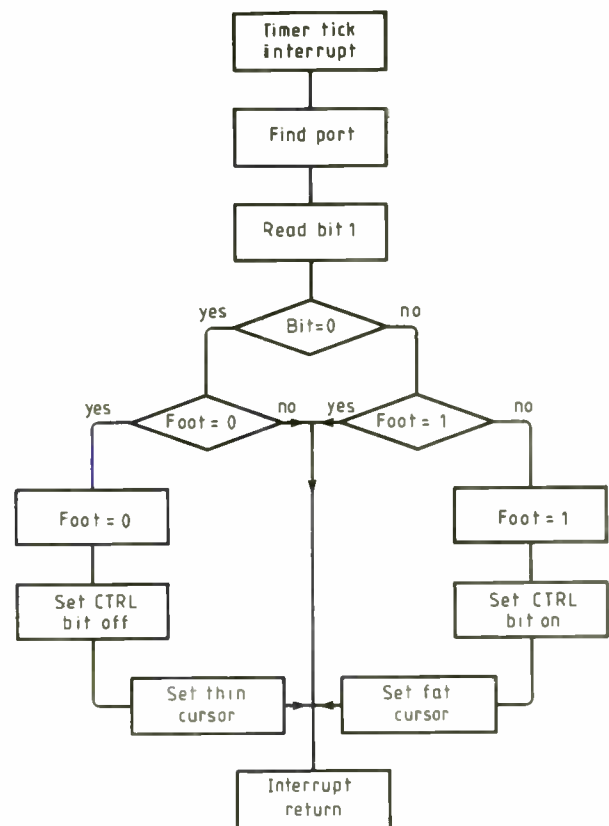 Timer tick
interrupt
Find port
Read bit 1
yes
Bit=0
no
yes
Foot = 0
no
yes
Foot = 1
no
Foot = 0
Foot = 1
Set CTRL
bit off
Set CTRL
bit on
Set thin
cursor
Set fat
cursor
Interrupt
return